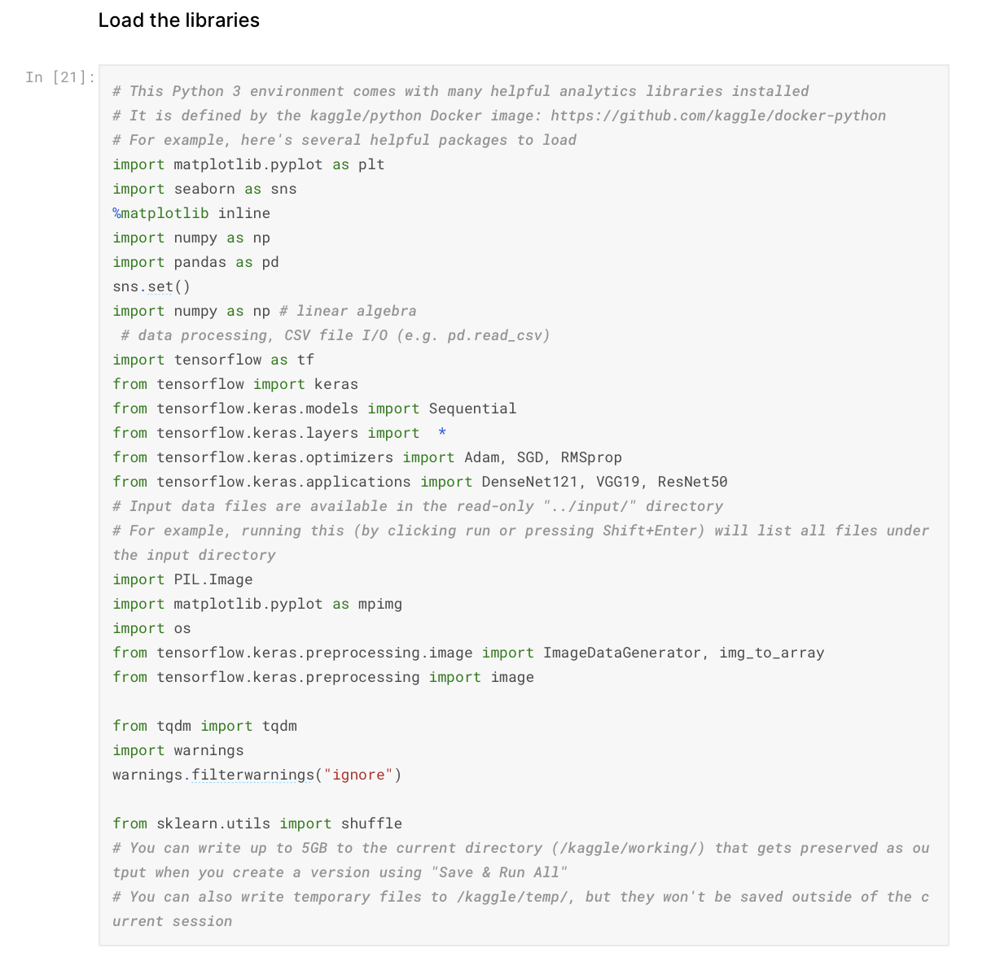 Load the libraries
In [21]:
# This Python 3 environment comes with many helpful analytics libraries installed
# It is defined by the kaggle/python Docker image: https://github.com/kaggle/docker-python
# For example, here's several helpful packages to load
import matplotlib.pyplot as plt
import seaborn as sns
%matplotlib inline
import numpy as np
import pandas as pd
sns.set()
import numpy as np # linear algebra
 # data processing, CSV file I/O (e.g. pd.read_csv)
import tensorflow as tf
from tensorflow import keras
from tensorflow.keras.models import Sequential
from tensorflow.keras.layers import  *
from tensorflow.keras.optimizers import Adam, SGD, RMSprop
from tensorflow.keras.applications import DenseNet121, VGG19, ResNet50
# Input data files are available in the read-only "../input/" directory
# For example, running this (by clicking run or pressing Shift+Enter) will list all files under
the input directory
import PIL.Image
import matplotlib.pyplot as mpimg
import os
from tensorflow.keras.preprocessing.image import ImageDataGenerator, img_to_array
from tensorflow.keras.preprocessing import image
from tqdm import tqdm
import warnings
warnings.filterwarnings("ignore")
from sklearn.utils import shuffle
# You can write up to 5GB to the current directory (/kaggle/working/) that gets preserved as ou
tput when you create a version using "Save & Run All"
# You can also write temporary files to /kaggle/temp/, but they won't be saved outside of the c
urrent session